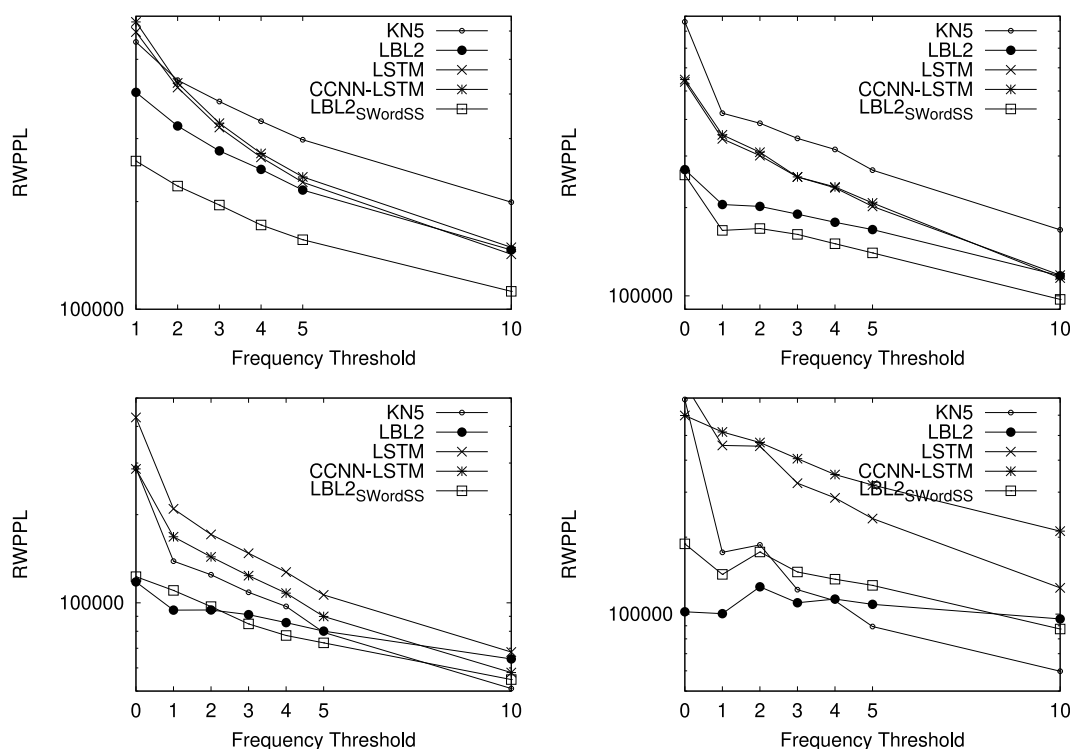 KN5
LBL2
LSTM
CCNN-LSTM
LBL2SWordSS
RWPPL
100000
1 2 3 4 5 10
Frequency Threshold
KN5
LBL2
LSTM
CCNN-LSTM
LBL2SWordSS
RWPPL
100000
0 1 2 3 4 5 10
Frequency Threshold
KN5
LBL2
LSTM
CCNN-LSTM
LBL2SWordSS
RWPPL
100000
0 1 2 3 4 5 10
Frequency Threshold
KN5
LBL2
LSTM
CCNN-LSTM
LBL2SWordSS
RWPPL
100000
0 1 2 3 4 5 10
Frequency Threshold